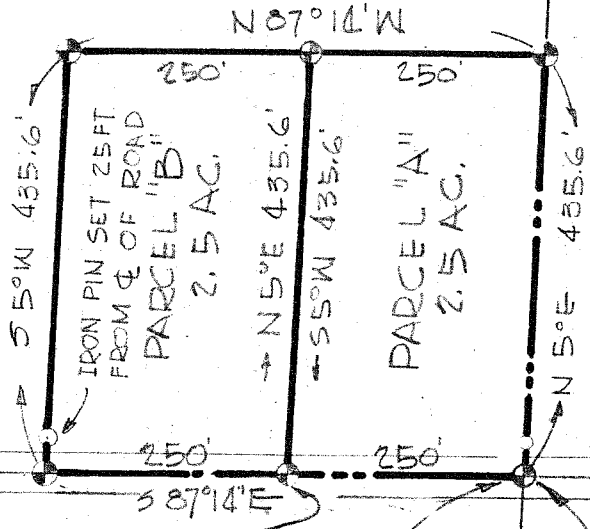 N 87°14'W
250'
250'
S 5°W 435.6'
IRON PIN SET 25FT
FROM ℄ OF ROAD
PARCEL "B"
2.5 AC.
→ N 5°E 435.6'
← S 5°W 435.6'
PARCEL "A"
2.5 AC.
N 5°E 435.6'
250'
250'
S 87°14'E